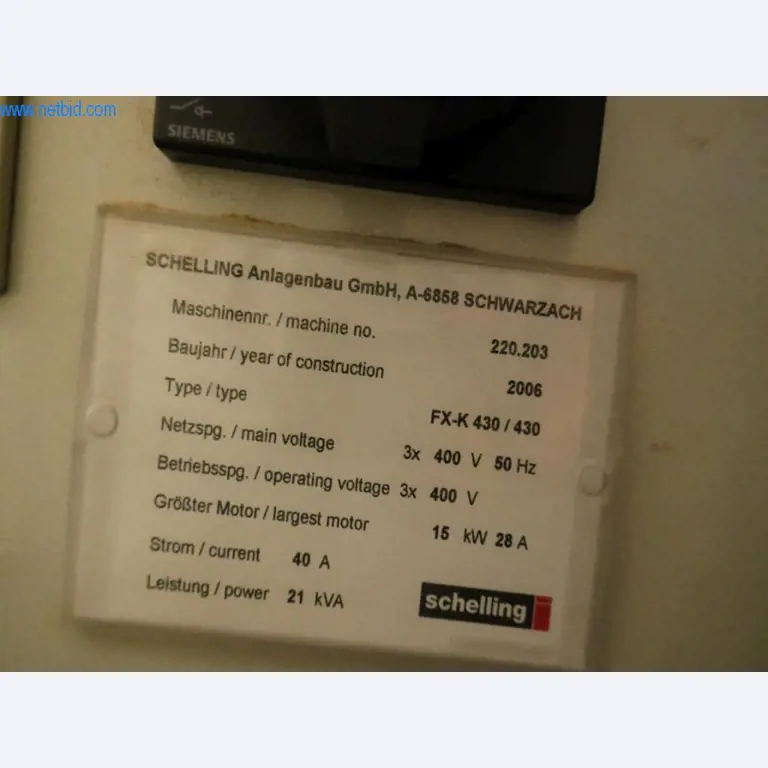 www.netbid.com
SIEMENS
SCHELLING Anlagenbau GmbH, A-6858 SCHWARZACH
Maschinennr. / machine no. 220.203
Baujahr / year of construction 2006
Type / type FX-K 430 / 430
Netzspg. / main voltage 3x 400 V 50 Hz
Betriebsspg. / operating voltage 3x 400 V
Größter Motor / largest motor 15 kW 28 A
Strom / current 40 A
Leistung / power 21 kVA
schelling